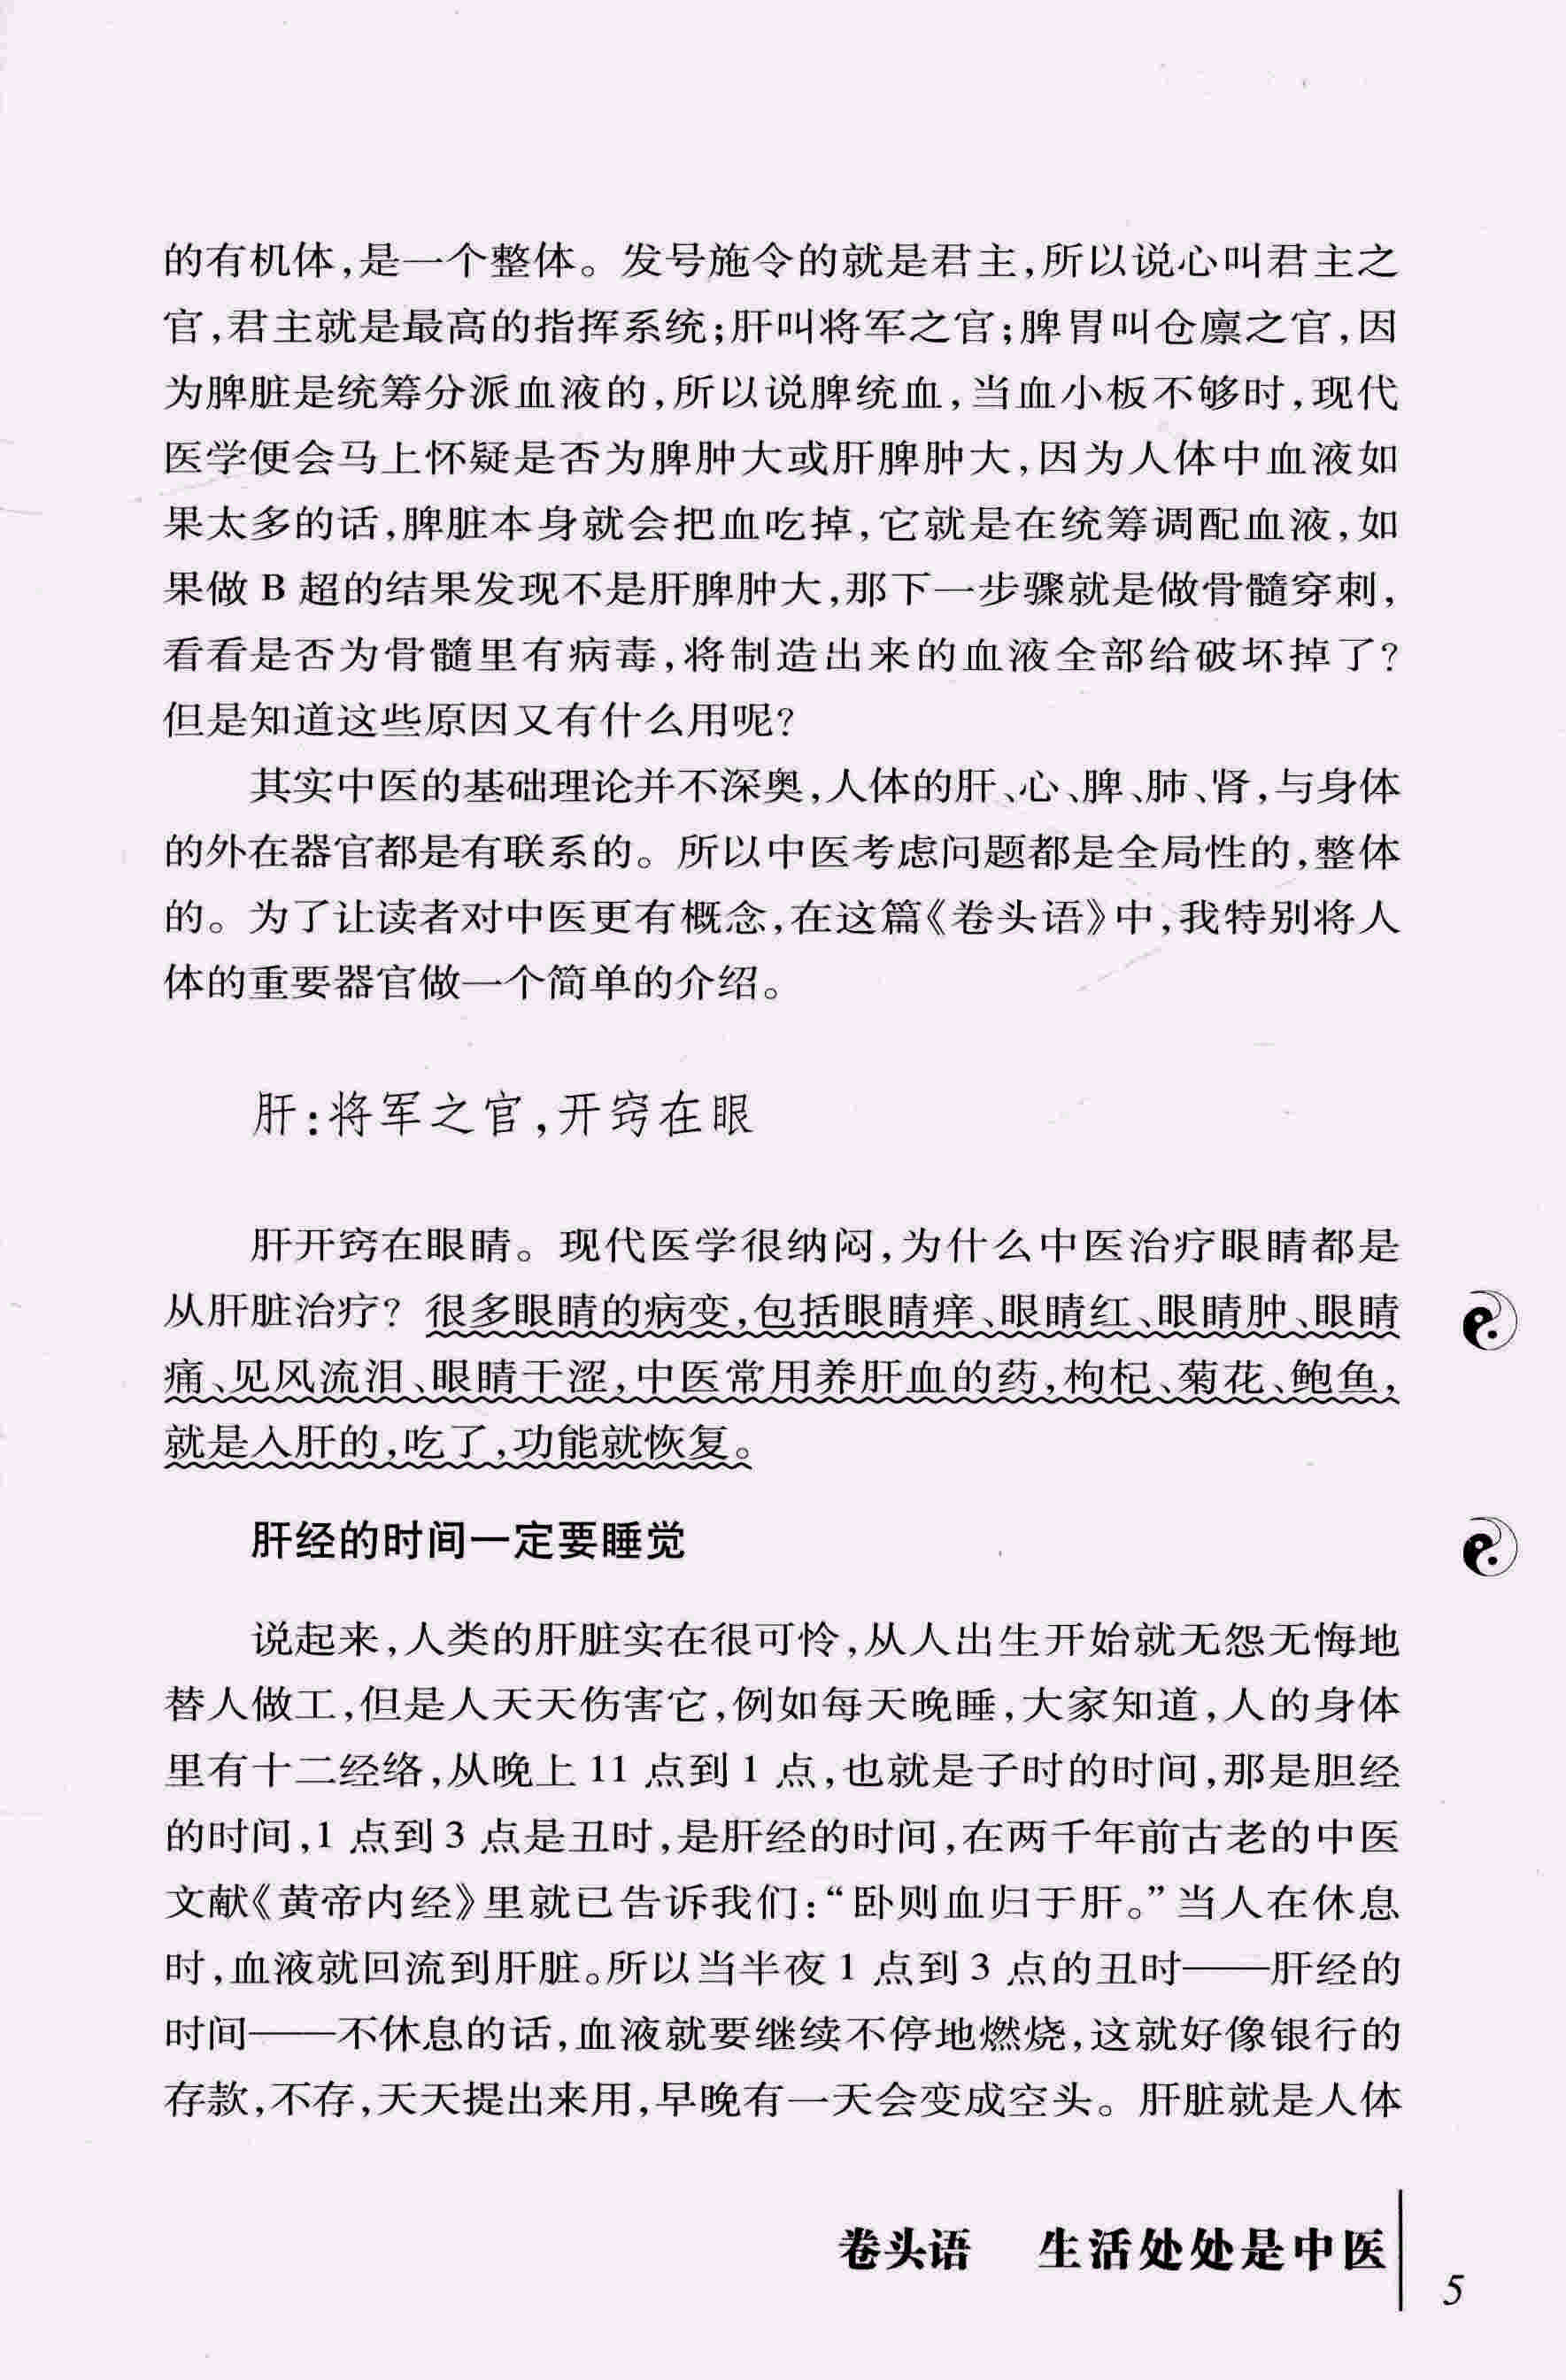 的有机体,是一个整体。发号施令的就是君主,所以说心叫君主之
官,君主就是最高的指挥系统;肝叫将军之官;脾胃叫仓廪之官,因
为脾脏是统筹分派血液的,所以说脾统血,当血小板不够时,现代
医学便会马上怀疑是否为脾肿大或肝脾肿大,因为人体中血液如
果太多的话,脾脏本身就会把血吃掉,它就是在统筹调配血液,如
果做 B 超的结果发现不是肝脾肿大,那下一步骤就是做骨髓穿刺,
看看是否为骨髓里有病毒,将制造出来的血液全部给破坏掉了?
但是知道这些原因又有什么用呢?
其实中医的基础理论并不深奥,人体的肝、心、脾、肺、肾,与身体
的外在器官都是有联系的。所以中医考虑问题都是全局性的,整体
的。为了让读者对中医更有概念,在这篇《卷头语》中,我特别将人
体的重要器官做一个简单的介绍。
肝:将军之官,开窍在眼
肝开窍在眼睛。现代医学很纳闷,为什么中医治疗眼睛都是
从肝脏治疗?很多眼睛的病变,包括眼睛痒、眼睛红、眼睛肿、眼睛
痛、见风流泪、眼睛干涩,中医常用养肝血的药,枸杞、菊花、鲍鱼,
就是入肝的,吃了,功能就恢复。
肝经的时间一定要睡觉
说起来,人类的肝脏实在很可怜,从人出生开始就无怨无悔地
替人做工,但是人天天伤害它,例如每天晚睡,大家知道,人的身体
里有十二经络,从晚上 11 点到 1 点,也就是子时的时间,那是胆经
的时间,1 点到 3 点是丑时,是肝经的时间,在两千年前古老的中医
文献《黄帝内经》里就已告诉我们:“卧则血归于肝。”当人在休息
时,血液就回流到肝脏。所以当半夜 1 点到 3 点的丑时——肝经的
时间——不休息的话,血液就要继续不停地燃烧,这就好像银行的
存款,不存,天天提出来用,早晚有一天会变成空头。肝脏就是人体
卷头语 生活处处是中医
5